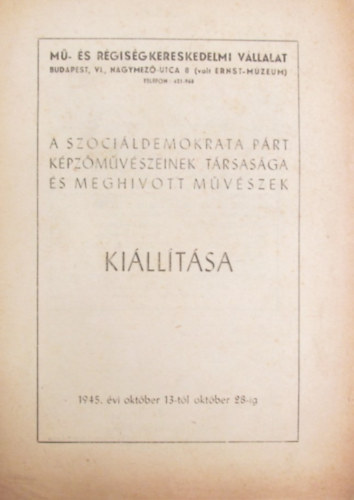 MŰ- ÉS RÉGISÉGKERESKEDELMI VÁLLALAT
BUDAPEST, VI., NAGYMEZŐ-UTCA 8 (volt ERNST-MÚZEUM)
TELEFON:
A SZOCIÁLDEMOKRATA PÁRT
KÉPZŐMŰVÉSZEINEK TÁRSASÁGA
ÉS MEGHIVOTT MŰVÉSZEK
KIÁLLÍTÁSA
1945. évi október 13-tól október 28-ig